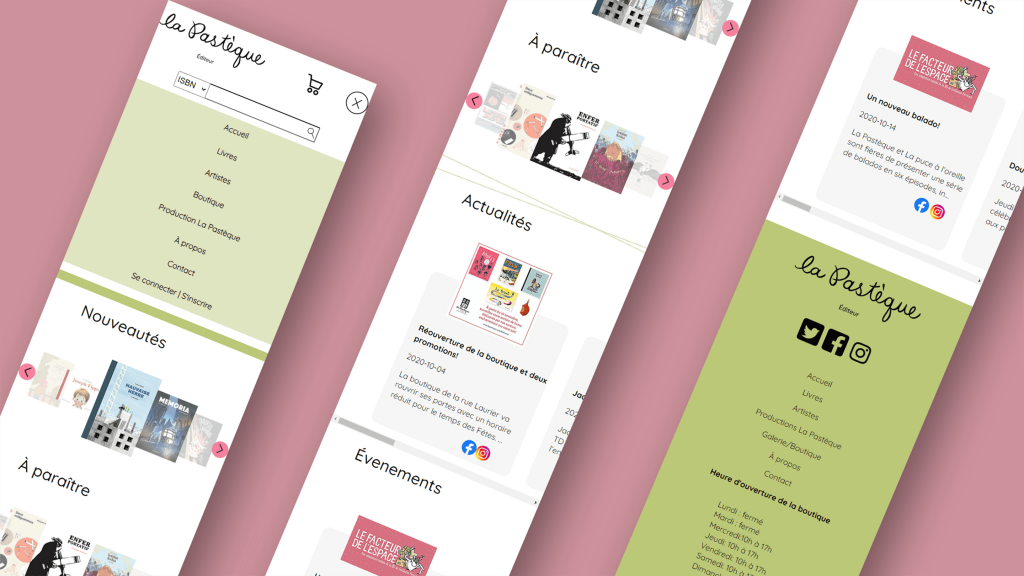 la Pastèque
Éditeur
ISBN
Accueil
Livres
Artistes
Boutique
Production La Pastèque
À propos
Contact
Se connecter | S'inscrire
Nouveautés
MAUVAISE
HERBE
MEMORIA
À paraître
ENFER
PORTATIF
À paraître
ENFER
PORTATIF
Actualités
Réouverture de la boutique et deux
promotions!
2020-10-04
La boutique de la rue Laurier va
rouvrir ses portes avec un horaire
réduit pour le temps des Fêtes. ...
Évenements
LE FACTEUR
DE L'ESPACE
LE FACTEUR
DE L'ESPACE
Un nouveau balado!
2020-10-14
La Pastèque et La puce à l'oreille
sont fières de présenter une série
de balados en six épisodes, in...
la Pastèque
Éditeur
Accueil
Livres
Artistes
Productions La Pastèque
Galerie/Boutique
À propos
Contact
Heure d'ouverture de la boutique
Lundi : fermé
Mardi : fermé
Mercredi:10h à 17h
Jeudi: 10h à 17h
Vendredi: 10h à 17h
Samedi: 10h à 17h